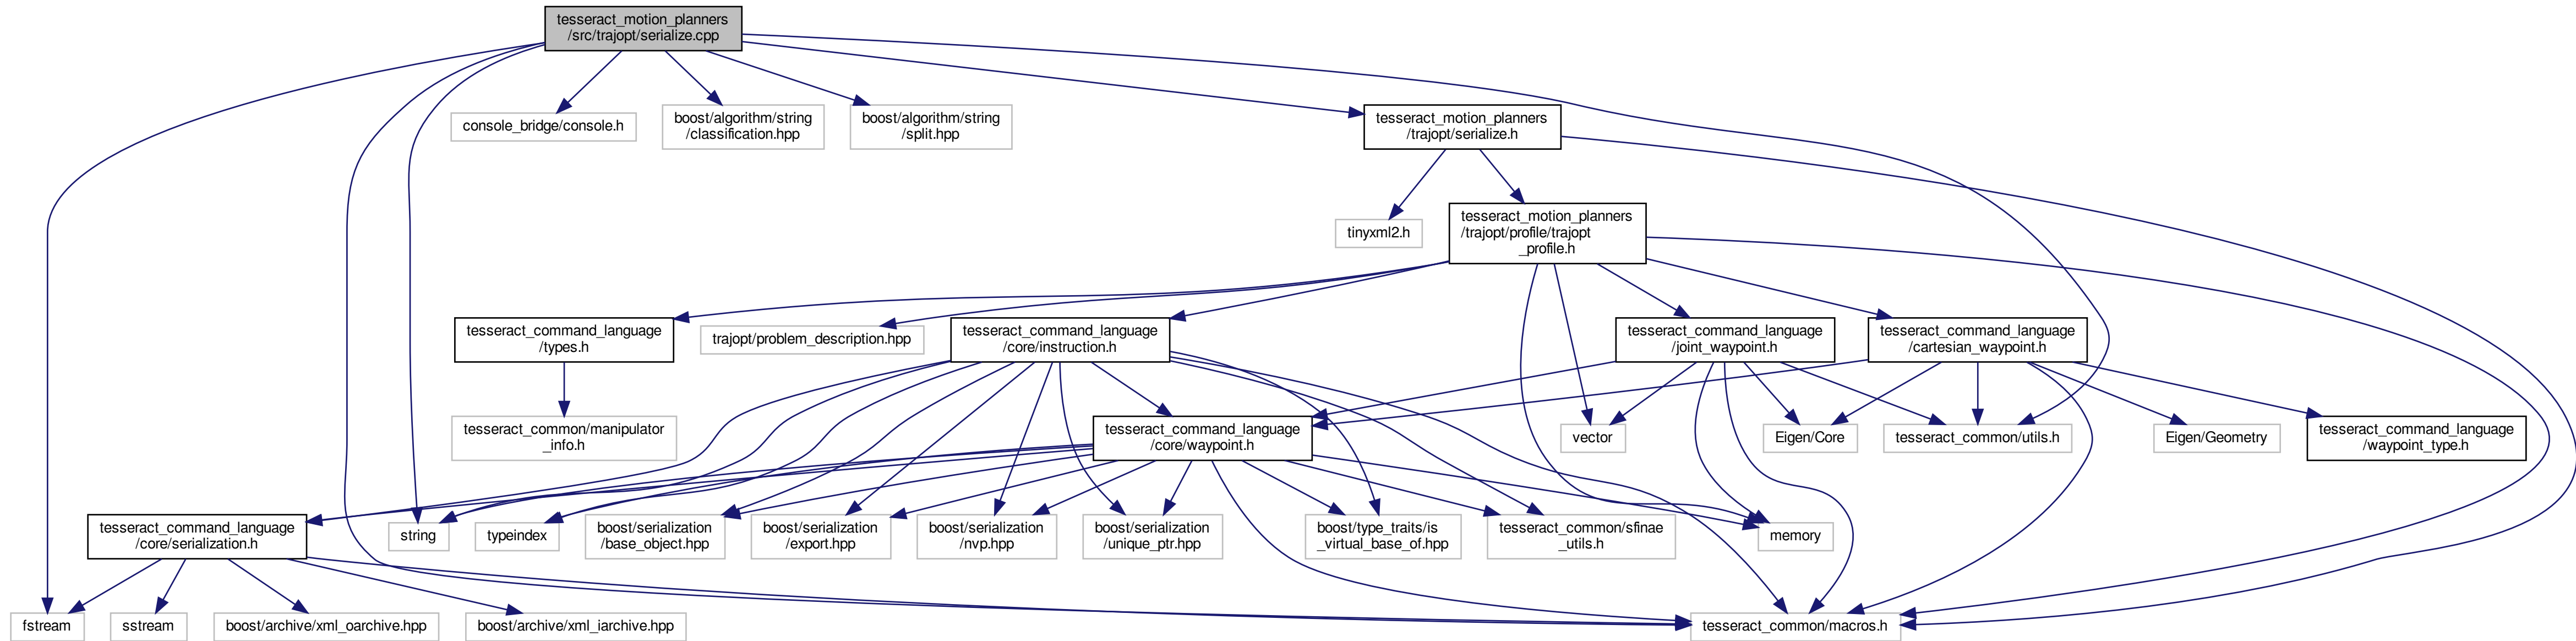 tesseract_motion_planners
/src/trajopt/serialize.cpp
console_bridge/console.h
boost/algorithm/string
/classification.hpp
boost/algorithm/string
/split.hpp
tesseract_motion_planners
/trajopt/serialize.h
tinyxml2.h
tesseract_motion_planners
/trajopt/profile/trajopt
_profile.h
tesseract_command_language
/types.h
trajopt/problem_description.hpp
tesseract_command_language
/core/instruction.h
tesseract_command_language
/joint_waypoint.h
tesseract_command_language
/cartesian_waypoint.h
tesseract_common/manipulator
_info.h
tesseract_command_language
/core/waypoint.h
vector
Eigen/Core
tesseract_common/utils.h
Eigen/Geometry
tesseract_command_language
/waypoint_type.h
tesseract_command_language
/core/serialization.h
string
typeindex
boost/serialization
/base_object.hpp
boost/serialization
/export.hpp
boost/serialization
/nvp.hpp
boost/serialization
/unique_ptr.hpp
boost/type_traits/is
_virtual_base_of.hpp
tesseract_common/sfinae
_utils.h
memory
fstream
sstream
boost/archive/xml_oarchive.hpp
boost/archive/xml_iarchive.hpp
tesseract_common/macros.h